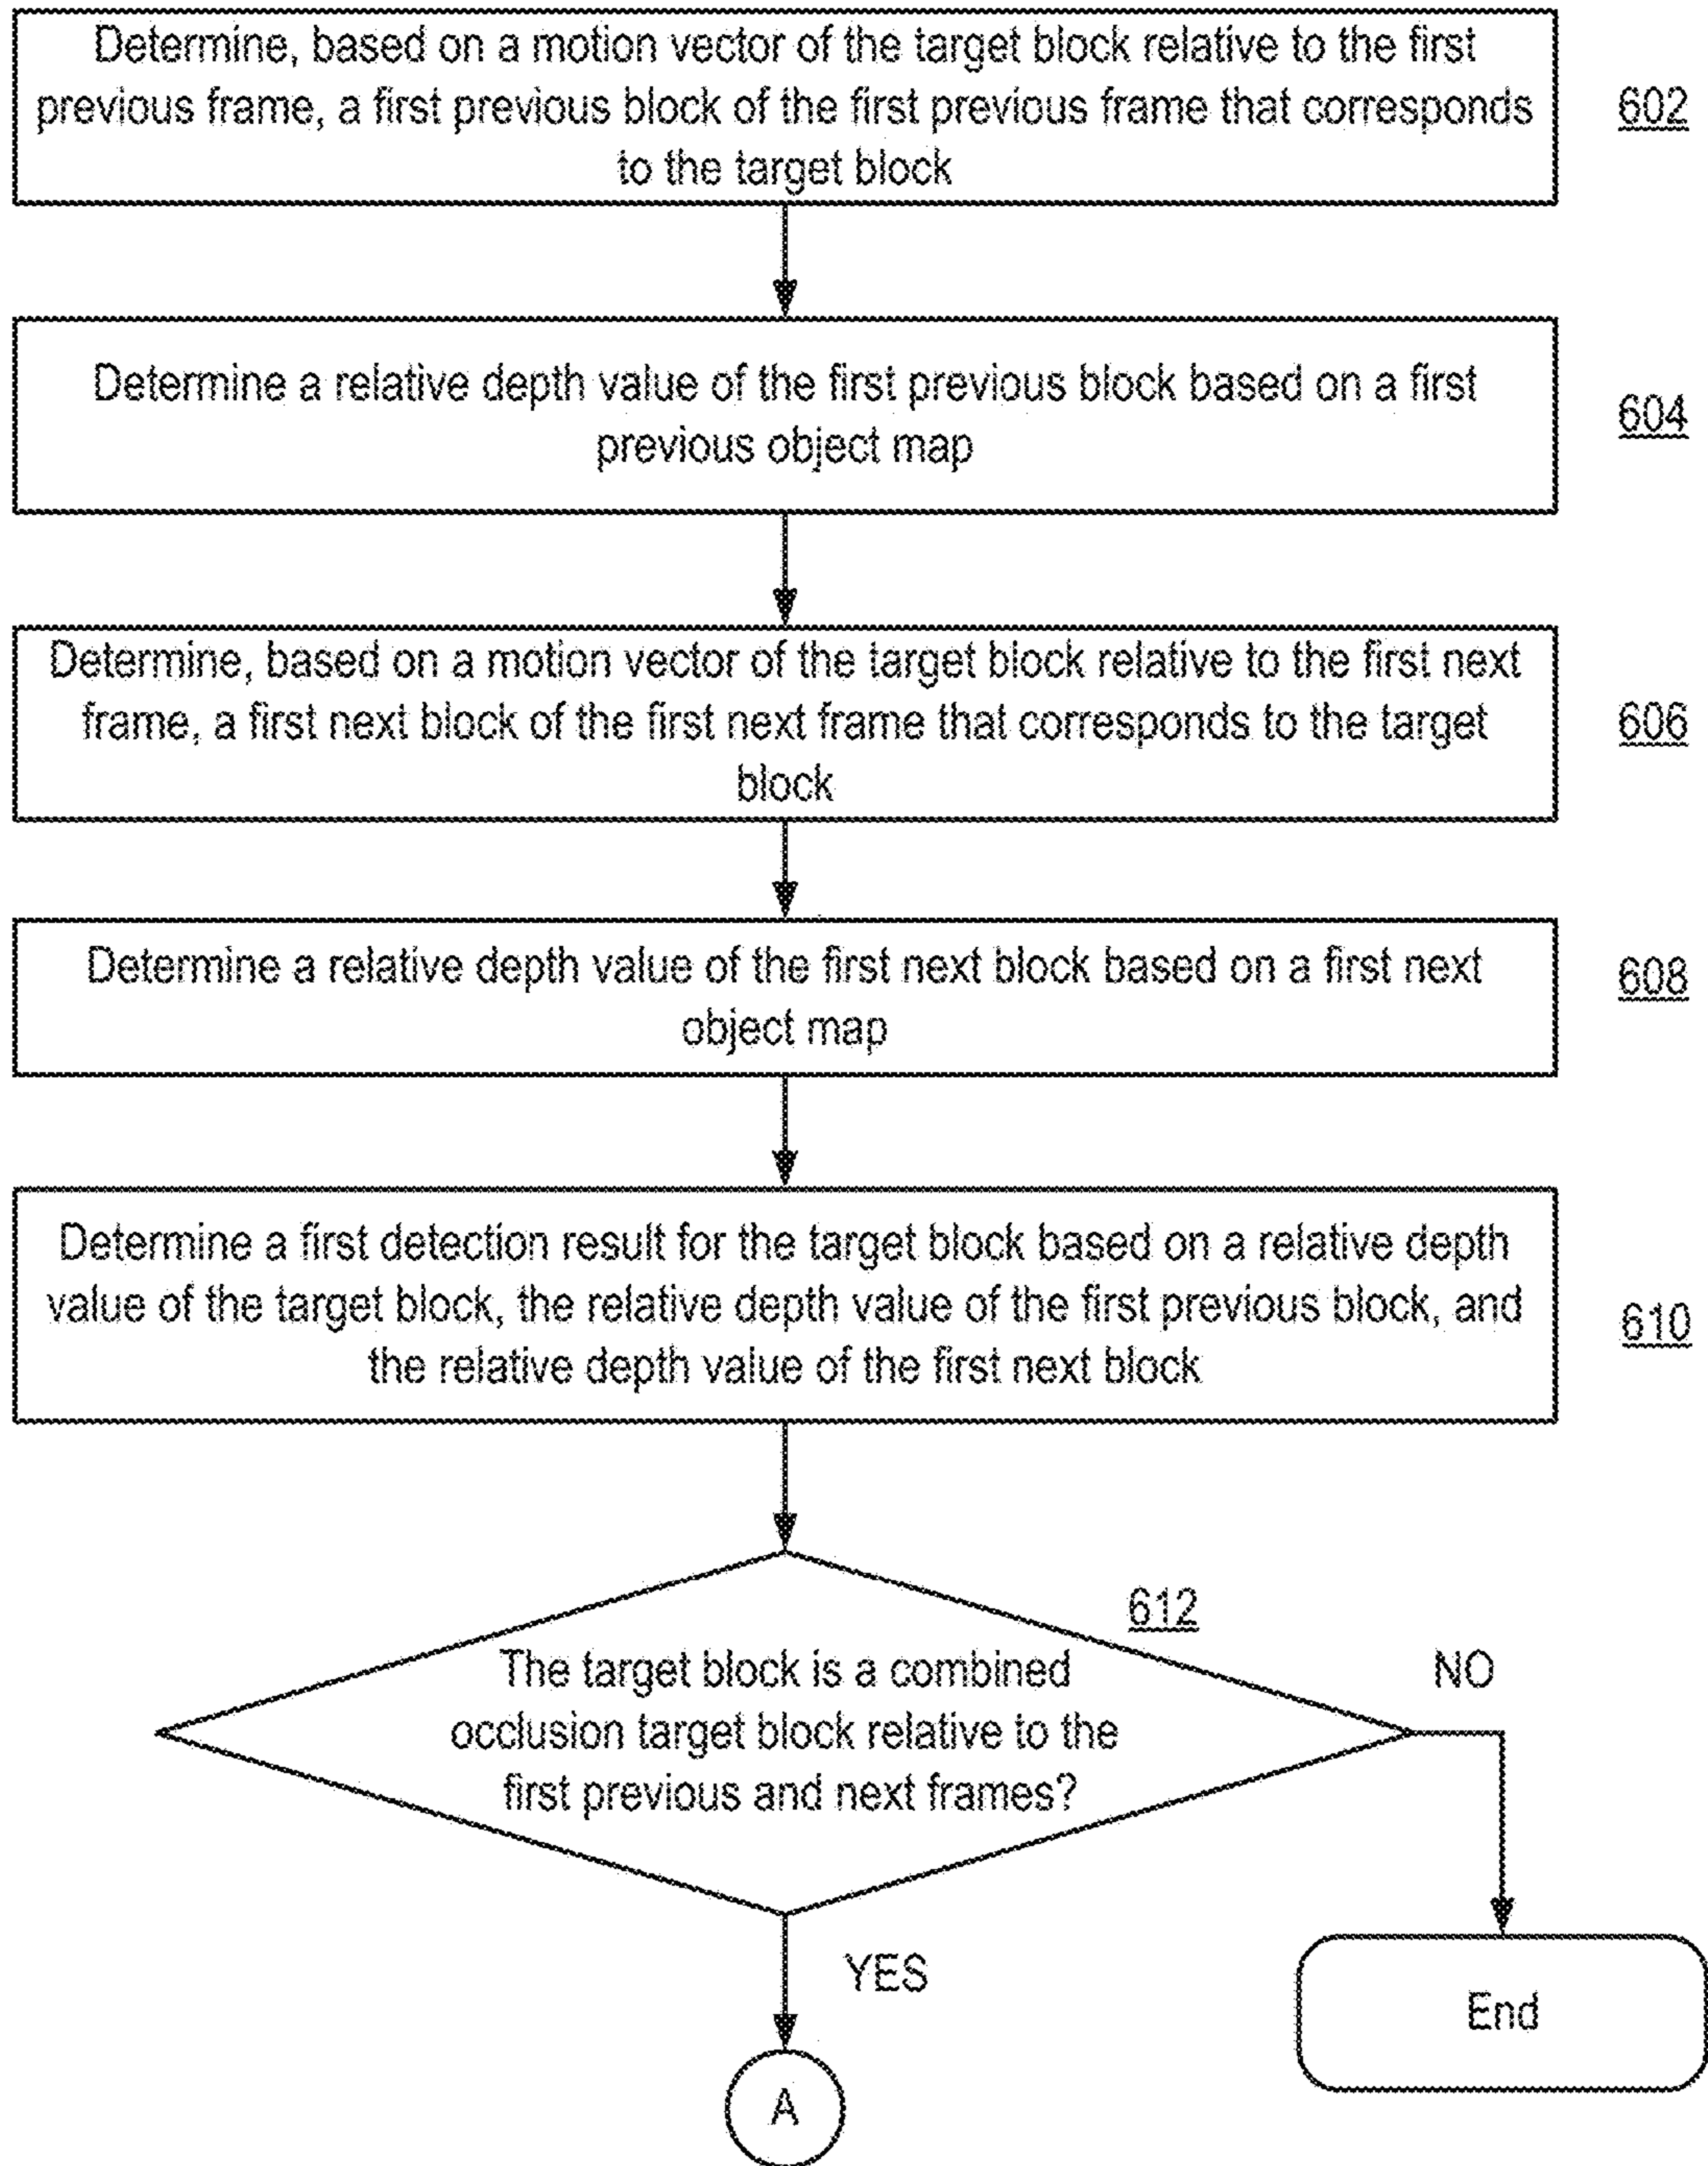 Determine, based on a motion vector of the target block relative to the first
previous frame, a first previous block of the first previous frame that corresponds
to the target block
602
Determine a relative depth value of the first previous block based on a first
previous object map
604
Determine, based on a motion vector of the target block relative to the first next
frame, a first next block of the first next frame that corresponds to the target
block
606
Determine a relative depth value of the first next block based on a first next
object map
608
Determine a first detection result for the target block based on a relative depth
value of the target block, the relative depth value of the first previous block, and
the relative depth value of the first next block
610
612
The target block is a combined
occlusion target block relative to the
first previous and next frames?
NO
YES
End
A